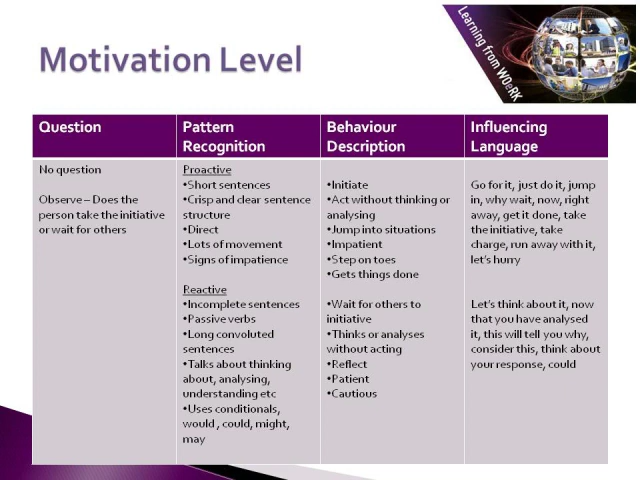 Motivation Level
Learning from WOeRK
Question
Pattern
Recognition
Behaviour
Description
Influencing
Language
No question
Observe – Does the
person take the initiative
or wait for others
Proactive
•Short sentences
•Crisp and clear sentence
structure
•Direct
•Lots of movement
•Signs of impatience
Reactive
•Incomplete sentences
•Passive verbs
•Long convoluted
sentences
•Talks about thinking
about, analysing,
understanding etc
•Uses conditionals,
would , could, might,
may
•Initiate
•Act without thinking or
analysing
•Jump into situations
•Impatient
•Step on toes
•Gets things done
•Wait for others to
initiative
•Thinks or analyses
without acting
•Reflect
•Patient
•Cautious
Go for it, just do it, jump
in, why wait, now, right
away, get it done, take
the initiative, take
charge, run away with it,
let's hurry
Let's think about it, now
that you have analysed
it, this will tell you why,
consider this, think about
your response, could